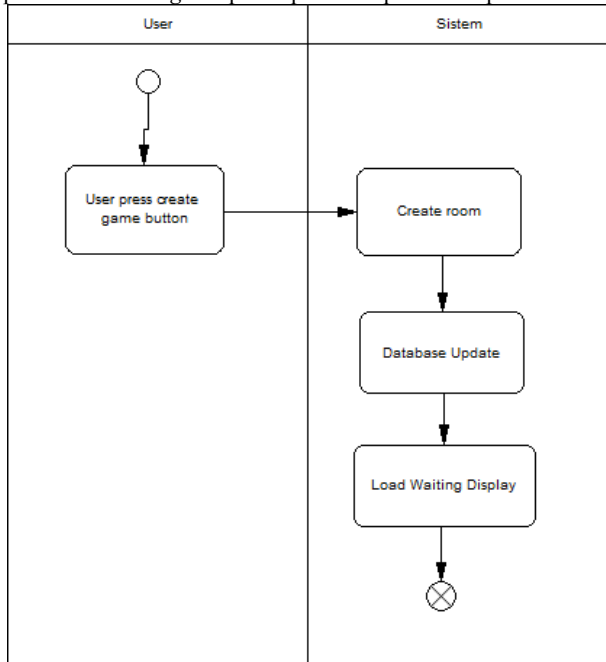 User
Sistem
User press create
game button
Create room
Database Update
Load Waiting Display